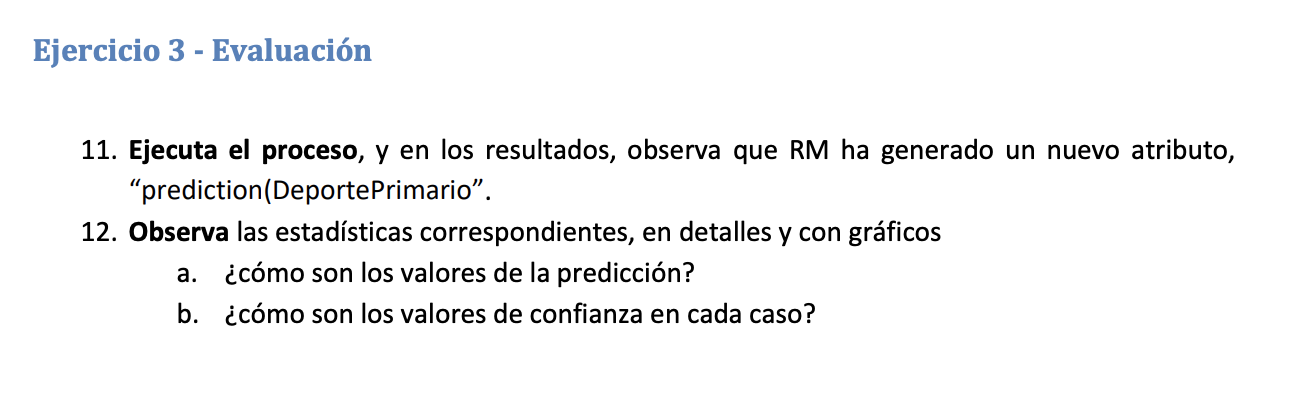 Ejercicio 3 - Evaluación
11. Ejecuta el proceso, y en los resultados, observa que RM ha generado un nuevo atributo,
“prediction(DeportePrimario”.
12. Observa las estadísticas correspondientes, en detalles y con gráficos
a. ¿cómo son los valores de la predicción?
b. ¿cómo son los valores de confianza en cada caso?